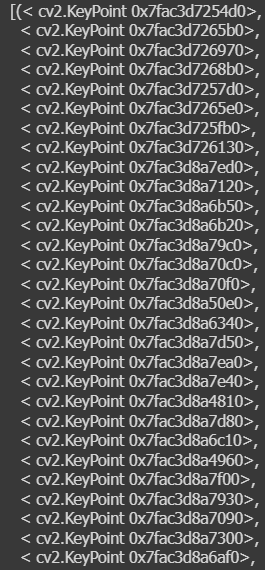 [(< cv2.KeyPoint 0x7fac3d7254d0>,
< cv2.KeyPoint 0x7fac3d7265b0>,
< cv2.KeyPoint 0x7fac3d726970>,
< cv2.KeyPoint 0x7fac3d7268b0>,
< cv2.KeyPoint 0x7fac3d7257d0>,
< cv2.KeyPoint 0x7fac3d7265e0>,
< cv2.KeyPoint 0x7fac3d725fb0>,
< cv2.KeyPoint 0x7fac3d726130>,
< cv2.KeyPoint 0x7fac3d8a7ed0>,
< cv2.KeyPoint 0x7fac3d8a7120>,
< cv2.KeyPoint 0x7fac3d8a6b50>,
< cv2.KeyPoint 0x7fac3d8a6b20>,
< cv2.KeyPoint 0x7fac3d8a79c0>,
< cv2.KeyPoint 0x7fac3d8a70c0>,
< cv2.KeyPoint 0x7fac3d8a70f0>,
< cv2.KeyPoint 0x7fac3d8a50e0>,
< cv2.KeyPoint 0x7fac3d8a6340>,
< cv2.KeyPoint 0x7fac3d8a7d50>,
< cv2.KeyPoint 0x7fac3d8a7ea0>,
< cv2.KeyPoint 0x7fac3d8a7e40>,
< cv2.KeyPoint 0x7fac3d8a4810>,
< cv2.KeyPoint 0x7fac3d8a7d80>,
< cv2.KeyPoint 0x7fac3d8a6c10>,
< cv2.KeyPoint 0x7fac3d8a4960>,
< cv2.KeyPoint 0x7fac3d8a7f00>,
< cv2.KeyPoint 0x7fac3d8a7930>,
< cv2.KeyPoint 0x7fac3d8a7090>,
< cv2.KeyPoint 0x7fac3d8a7300>,
< cv2.KeyPoint 0x7fac3d8a6af0>,